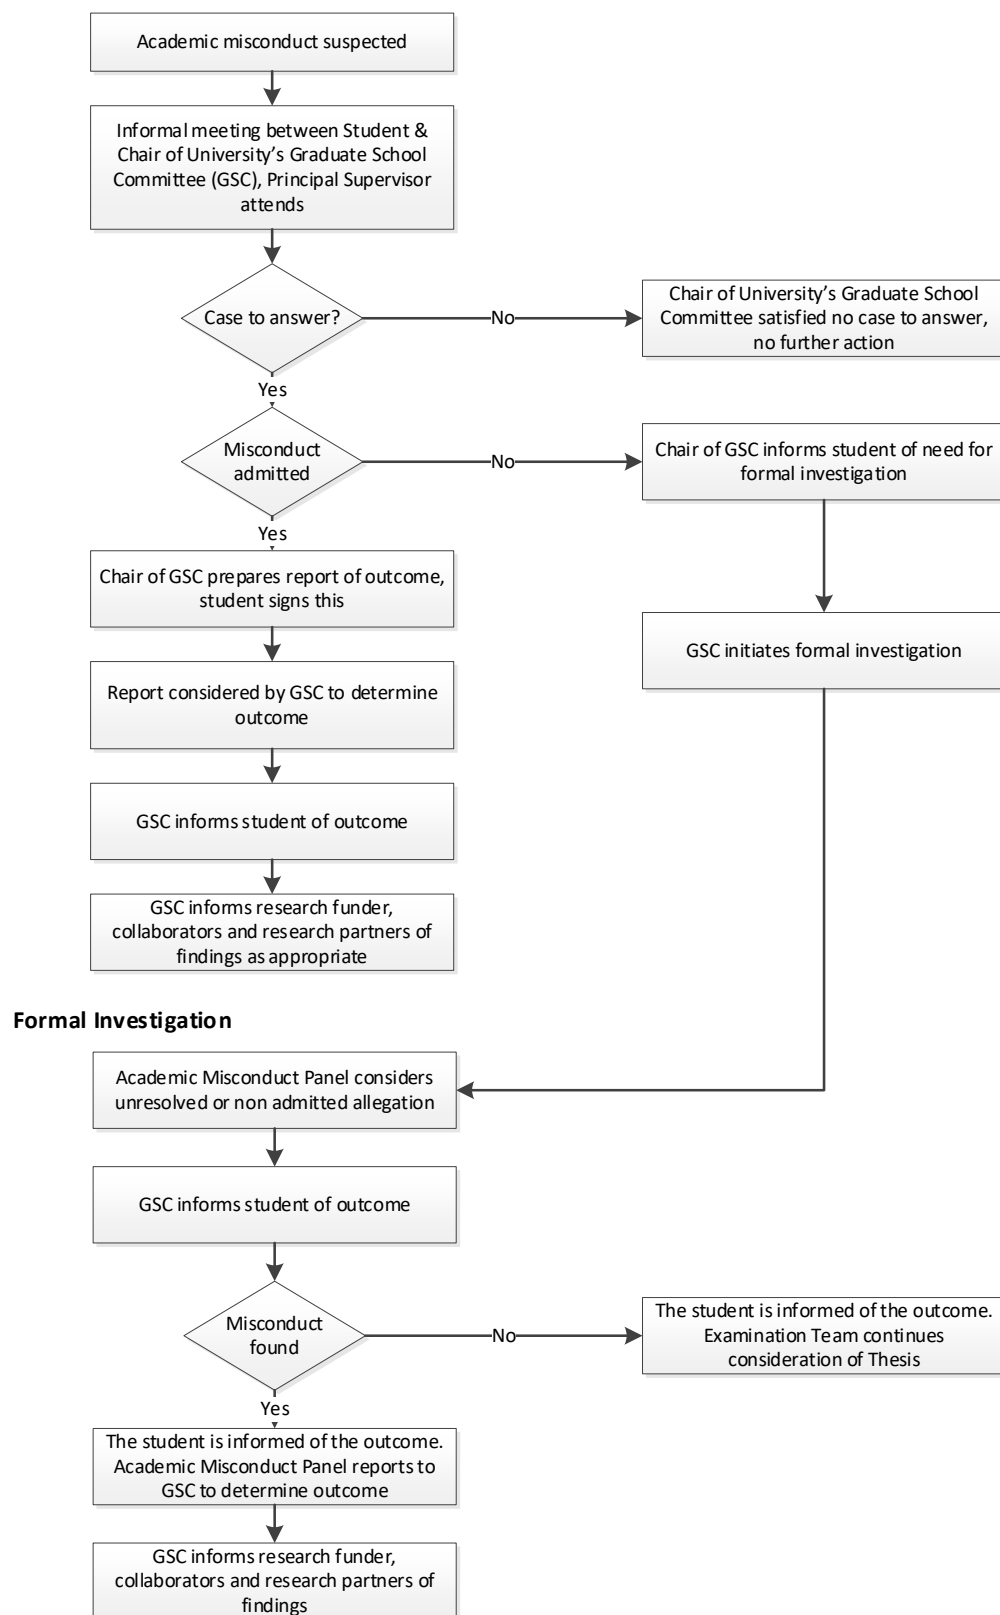 Academic misconduct suspected
Informal meeting between Student &
Chair of University's Graduate School
Committee (GSC), Principal Supervisor
attends
Case to answer?
No
Chair of University's Graduate School
Committee satisfied no case to answer,
no further action
Yes
Misconduct
admitted
No
Chair of GSC informs student of need for
formal investigation
Yes
Chair of GSC prepares report of outcome,
student signs this
GSC initiates formal investigation
Report considered by GSC to determine
outcome
GSC informs student of outcome
GSC informs research funder,
collaborators and research partners of
findings as appropriate
Formal Investigation
Academic Misconduct Panel considers
unresolved or non admitted allegation
GSC informs student of outcome
Misconduct
found
No
The student is informed of the outcome.
Examination Team continues
consideration of Thesis
Yes
The student is informed of the outcome.
Academic Misconduct Panel reports to
GSC to determine outcome
GSC informs research funder,
collaborators and research partners of
findings